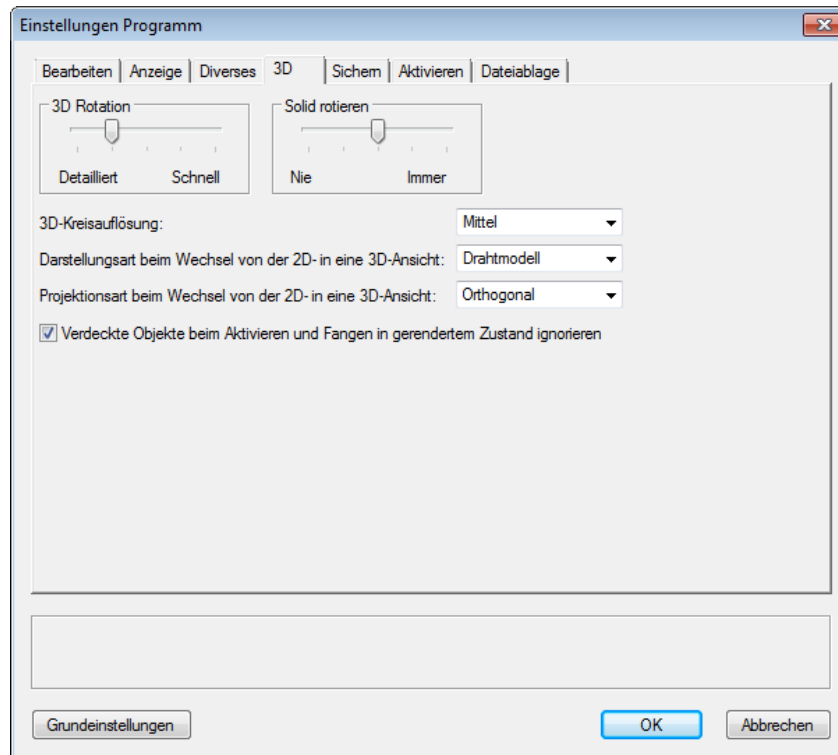 Einstellungen Programm
Bearbeiten Anzeige Diverses 3D Sichern Aktivieren Dateiablage
3D Rotation Solid rotieren
Detailliert Schnell Nie Immer
3D-Kreisauflösung: Mittel
Darstellungsart beim Wechsel von der 2D- in eine 3D-Ansicht: Drahtmodell
Projektionsart beim Wechsel von der 2D- in eine 3D-Ansicht: Orthogonal
Verdeckte Objekte beim Aktivieren und Fangen in gerendertem Zustand ignorieren
Grundeinstellungen OK Abbrechen